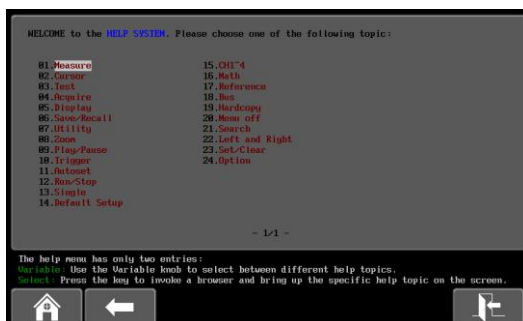 WELCOME to the HELP SYSTEM. Please choose one of the following topic:
01.Measure
02.Cursor
03.Test
04.Acquire
05.Display
06.Save/Recall
07.Utility
08.Zoom
09.Play/Pause
10.Trigger
11.Autoset
12.Run/Stop
13.Single
14.Default Setup
15.CH1~4
16.Math
17.Reference
18.Bus
19.Hardcopy
20.Menu off
21.Search
22.Left and Right
23.Set/Clear
24.Option
- 1/1 -
The help menu has only two entries:
Variable: Use the Variable knob to select between different help topics.
Select: Press the key to invoke a browser and bring up the specific help topic on the screen.